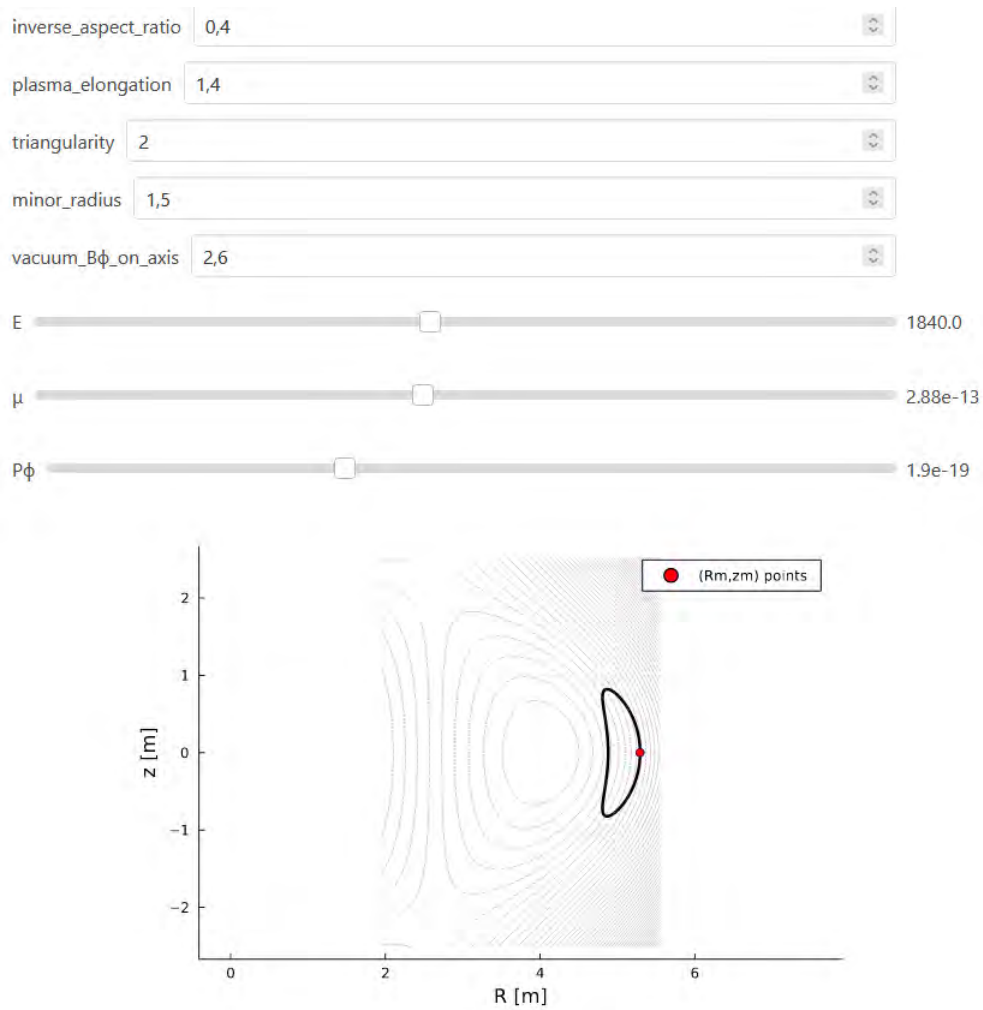 inverse_aspect_ratio 0,4
plasma_elongation 1,4
triangularity 2
minor_radius 1,5
vacuum_Bϕ_on_axis 2,6
E 1840.0
μ 2.88e-13
Pϕ 1.9e-19
(Rm,zm) points
2
1
0
−1
−2
z [m]
0 2 4 6
R [m]